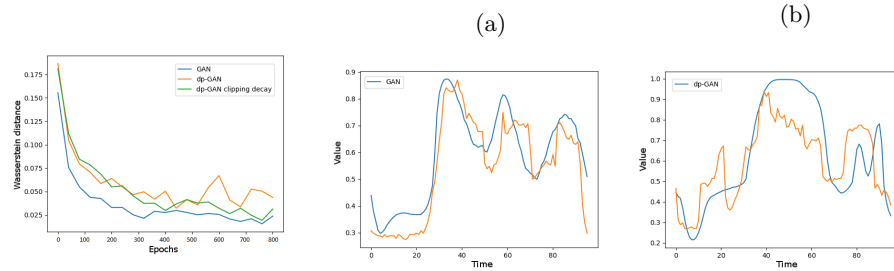 (a)
(b)
Wasserstein distance
0.175
0.150
0.125
0.100
0.075
0.050
0.025
GAN
dp-GAN
dp-GAN clipping decay
0 100 200 300 400 500 600 700 800
Epochs
Value
0.9
0.8
0.7
0.6
0.5
0.4
0.3
GAN
0 20 40 60 80
Time
Value
1.0
0.9
0.8
0.7
0.6
0.5
0.4
0.3
0.2
dp-GAN
0 20 40 60 80
Time